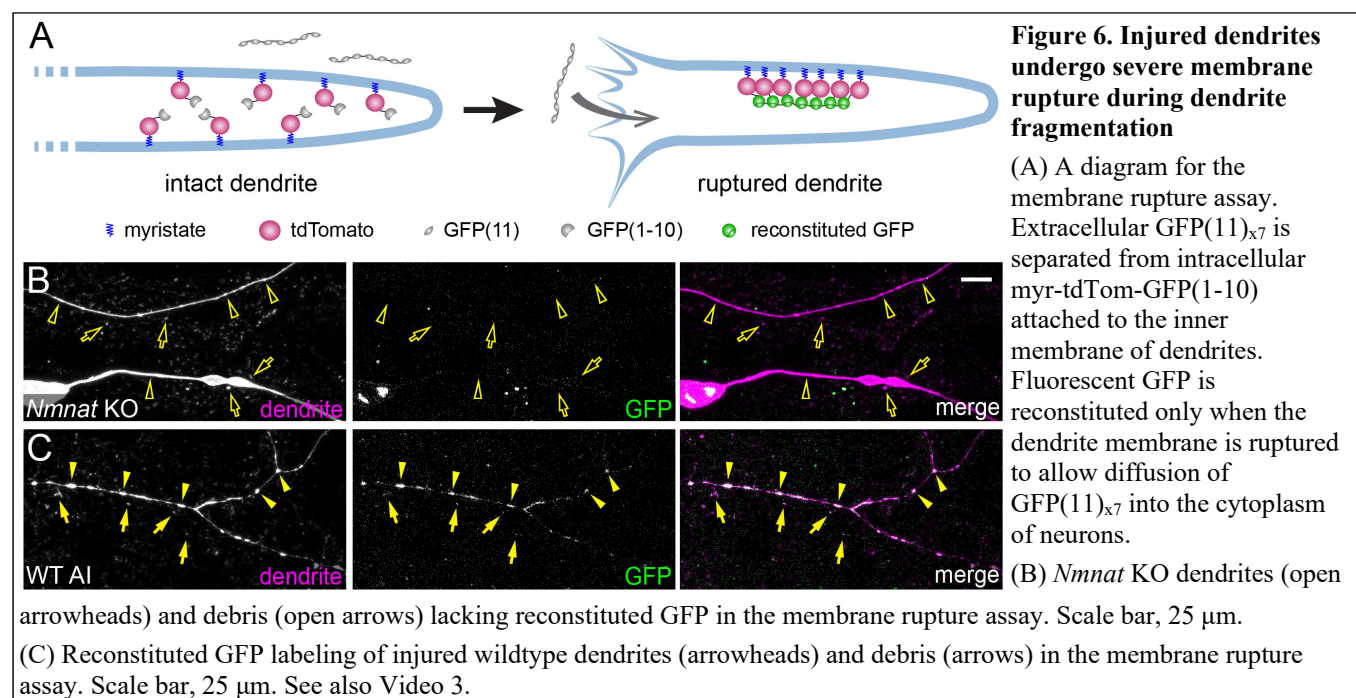 A
intact dendrite
ruptured dendrite
myristate
tdTomato
GFP(11)
GFP(1-10)
reconstituted GFP
B
Nmnat KO
dendrite
GFP
merge
C
WT AI
dendrite
GFP
merge
Figure 6. Injured dendrites
undergo severe membrane
rupture during dendrite
fragmentation
(A) A diagram for the
membrane rupture assay.
Extracellular GFP(11)x7 is
separated from intracellular
myr-tdTom-GFP(1-10)
attached to the inner
membrane of dendrites.
Fluorescent GFP is
reconstituted only when the
dendrite membrane is ruptured
to allow diffusion of
GFP(11)x7 into the cytoplasm
of neurons.
(B) Nmnat KO dendrites (open
arrowheads) and debris (open arrows) lacking reconstituted GFP in the membrane rupture assay. Scale bar, 25 μm.
(C) Reconstituted GFP labeling of injured wildtype dendrites (arrowheads) and debris (arrows) in the membrane rupture
assay. Scale bar, 25 μm. See also Video 3.